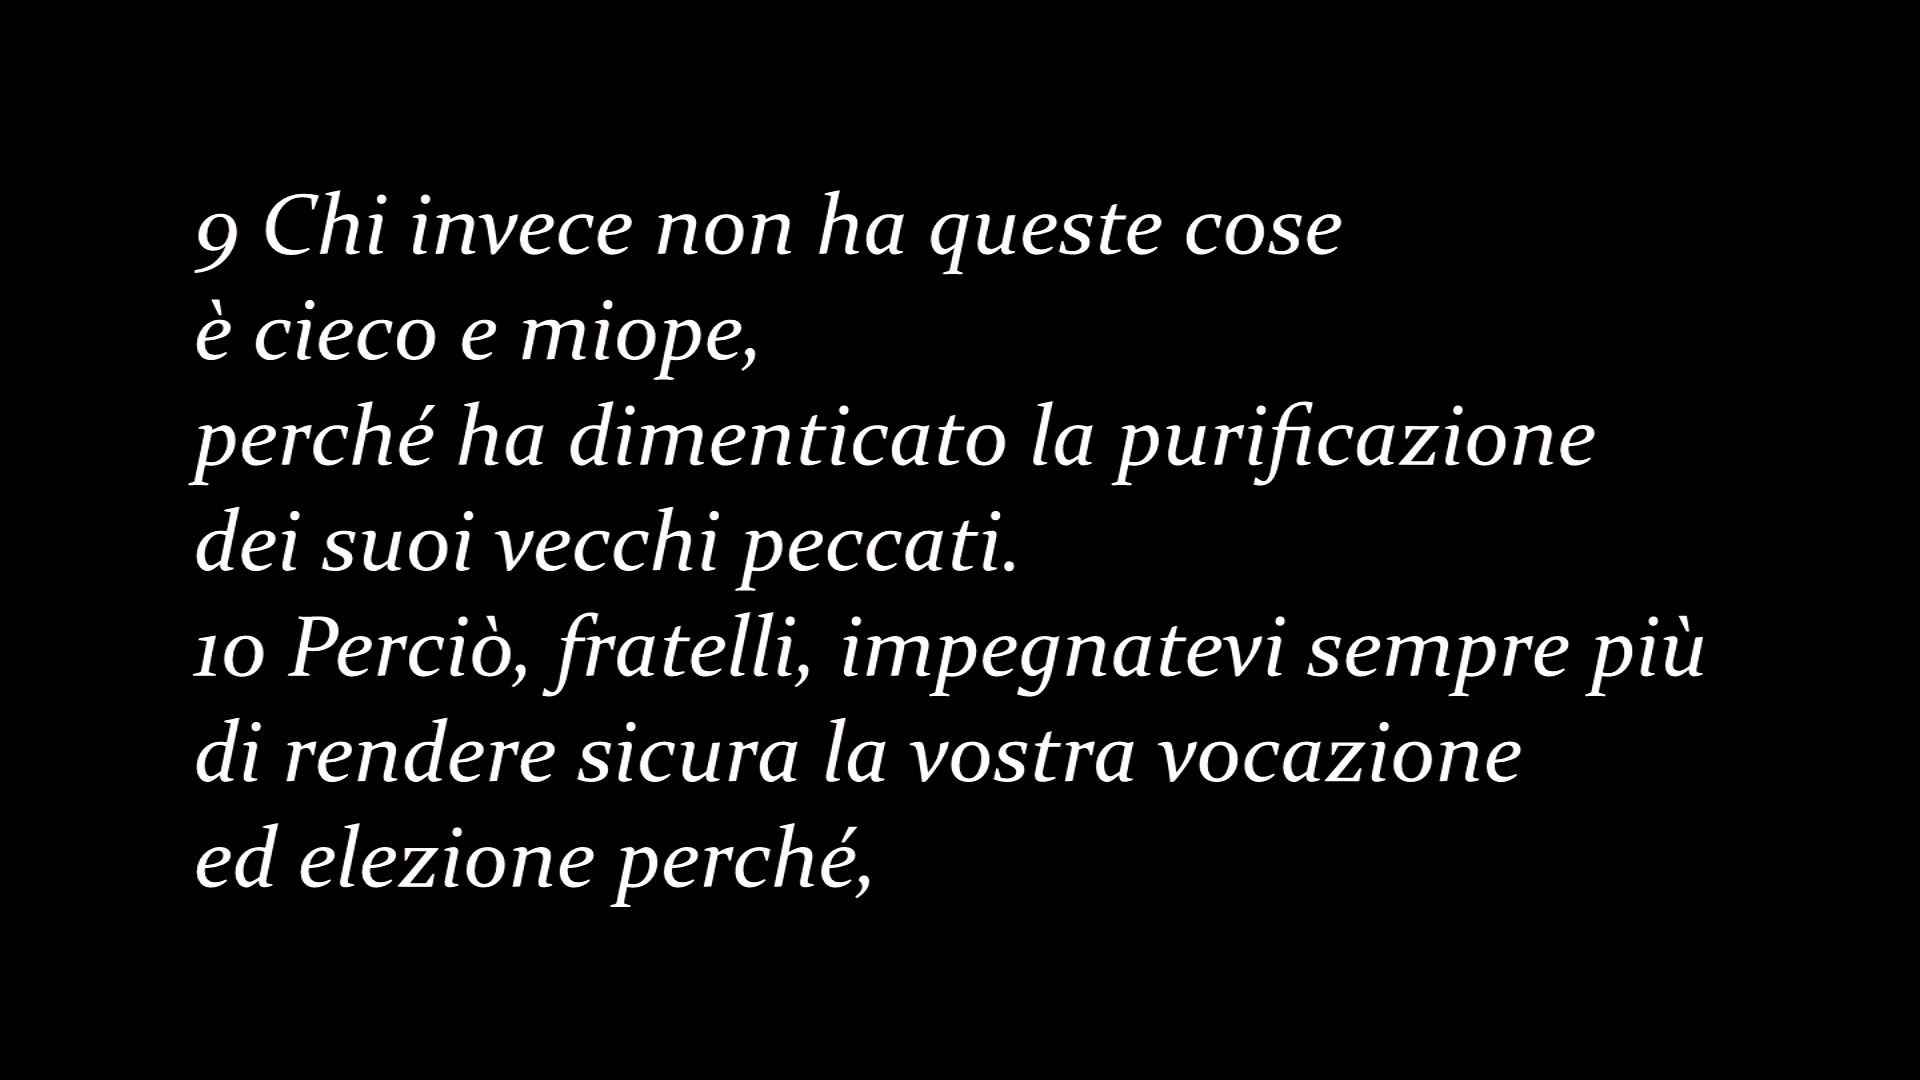 9 Chi invece non ha queste cose
è cieco e miope,
perché ha dimenticato la purificazione
dei suoi vecchi peccati.
10 Perciò, fratelli, impegnatevi sempre più
di rendere sicura la vostra vocazione
ed elezione perché,